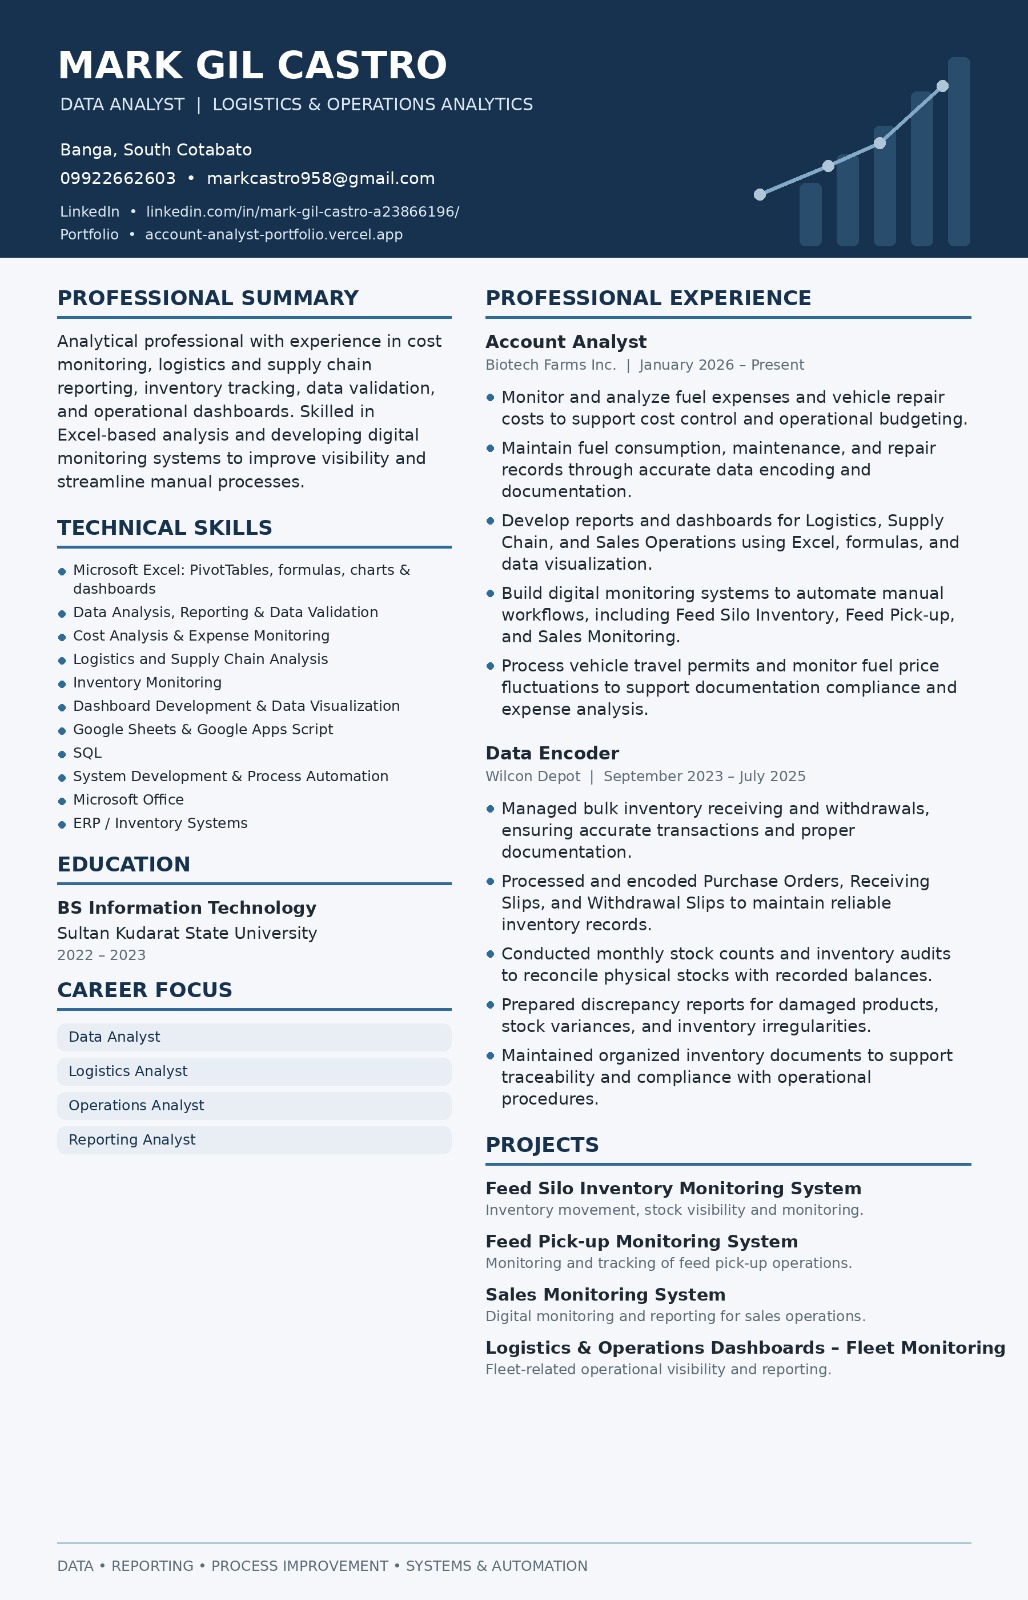 MARK GIL CASTRO
DATA ANALYST | LOGISTICS & OPERATIONS ANALYTICS
Banga, South Cotabato
09922662603 • markcastro958@gmail.com
LinkedIn • linkedin.com/in/mark-gil-castro-a23866196/
Portfolio • account-analyst-portfolio.vercel.app
PROFESSIONAL SUMMARY
Analytical professional with experience in cost
monitoring, logistics and supply chain
reporting, inventory tracking, data validation,
and operational dashboards. Skilled in
Excel-based analysis and developing digital
monitoring systems to improve visibility and
streamline manual processes.
TECHNICAL SKILLS
• Microsoft Excel: PivotTables, formulas, charts &
dashboards
• Data Analysis, Reporting & Data Validation
• Cost Analysis & Expense Monitoring
• Logistics and Supply Chain Analysis
• Inventory Monitoring
• Dashboard Development & Data Visualization
• Google Sheets & Google Apps Script
• SQL
• System Development & Process Automation
• Microsoft Office
• ERP / Inventory Systems
EDUCATION
BS Information Technology
Sultan Kudarat State University
2022 – 2023
CAREER FOCUS
Data Analyst
Logistics Analyst
Operations Analyst
Reporting Analyst
PROFESSIONAL EXPERIENCE
Account Analyst
Biotech Farms Inc. | January 2026 – Present
• Monitor and analyze fuel expenses and vehicle repair
costs to support cost control and operational budgeting.
• Maintain fuel consumption, maintenance, and repair
records through accurate data encoding and
documentation.
• Develop reports and dashboards for Logistics, Supply
Chain, and Sales Operations using Excel, formulas, and
data visualization.
• Build digital monitoring systems to automate manual
workflows, including Feed Silo Inventory, Feed Pick-up,
and Sales Monitoring.
• Process vehicle travel permits and monitor fuel price
fluctuations to support documentation compliance and
expense analysis.
Data Encoder
Wilcon Depot | September 2023 – July 2025
• Managed bulk inventory receiving and withdrawals,
ensuring accurate transactions and proper
documentation.
• Processed and encoded Purchase Orders, Receiving
Slips, and Withdrawal Slips to maintain reliable
inventory records.
• Conducted monthly stock counts and inventory audits
to reconcile physical stocks with recorded balances.
• Prepared discrepancy reports for damaged products,
stock variances, and inventory irregularities.
• Maintained organized inventory documents to support
traceability and compliance with operational
procedures.
PROJECTS
Feed Silo Inventory Monitoring System
Inventory movement, stock visibility and monitoring.
Feed Pick-up Monitoring System
Monitoring and tracking of feed pick-up operations.
Sales Monitoring System
Digital monitoring and reporting for sales operations.
Logistics & Operations Dashboards – Fleet Monitoring
Fleet-related operational visibility and reporting.
DATA • REPORTING • PROCESS IMPROVEMENT • SYSTEMS & AUTOMATION